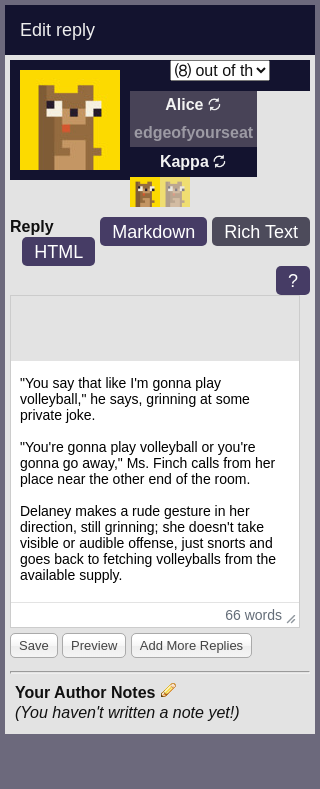 Edit reply
(8) out of th
Alice
edgeofyourseat
Kappa
Reply
Markdown
Rich Text
HTML
?
"You say that like I'm gonna play
volleyball," he says, grinning at some
private joke.
"You're gonna play volleyball or you're
gonna go away," Ms. Finch calls from her
place near the other end of the room.
Delaney makes a rude gesture in her
direction, still grinning; she doesn't take
visible or audible offense, just snorts and
goes back to fetching volleyballs from the
available supply.
66 words
Save
Preview
Add More Replies
Your Author Notes
(You haven't written a note yet!)